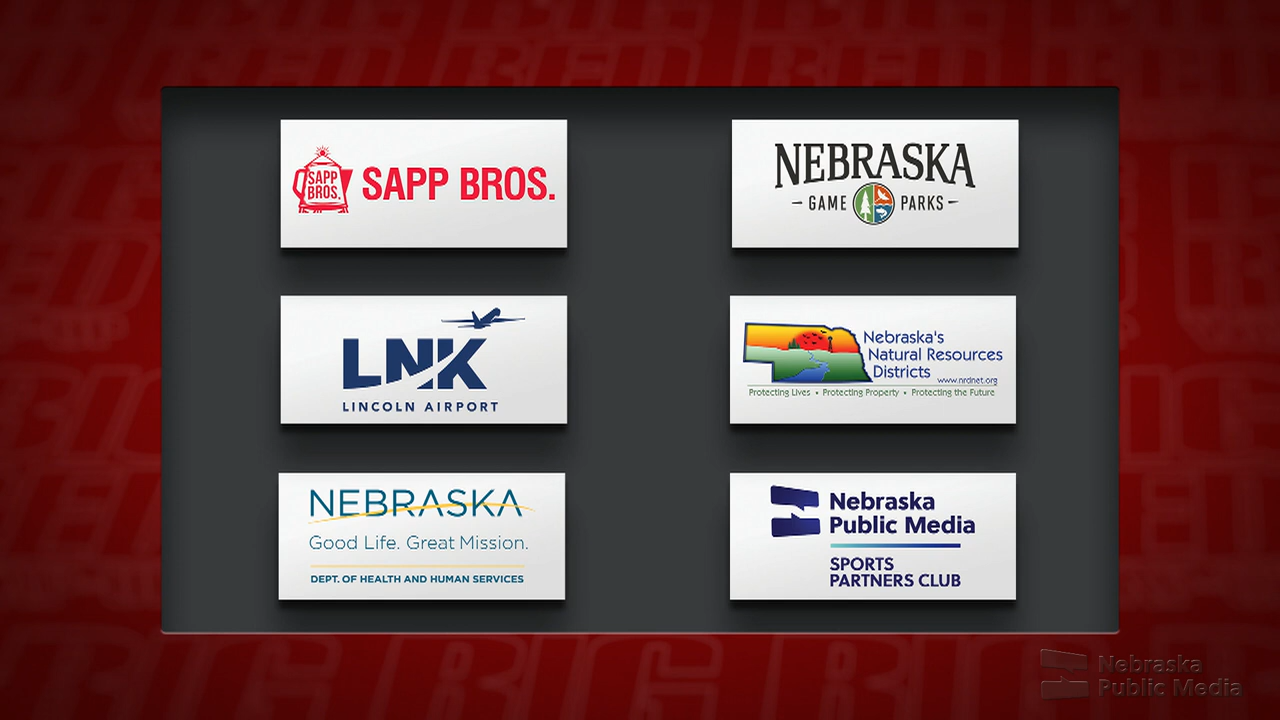 SAPP
BROS.
SAPP BROS.
NEBRASKA
GAME PARKS
LNK
LINCOLN AIRPORT
Nebraska's
Natural Resources
Districts
www.nrdnet.org
Protecting Lives • Protecting Property • Protecting the Future
NEBRASKA
Good Life. Great Mission.
DEPT. OF HEALTH AND HUMAN SERVICES
Nebraska
Public Media
SPORTS
PARTNERS CLUB
Nebraska
Public Media